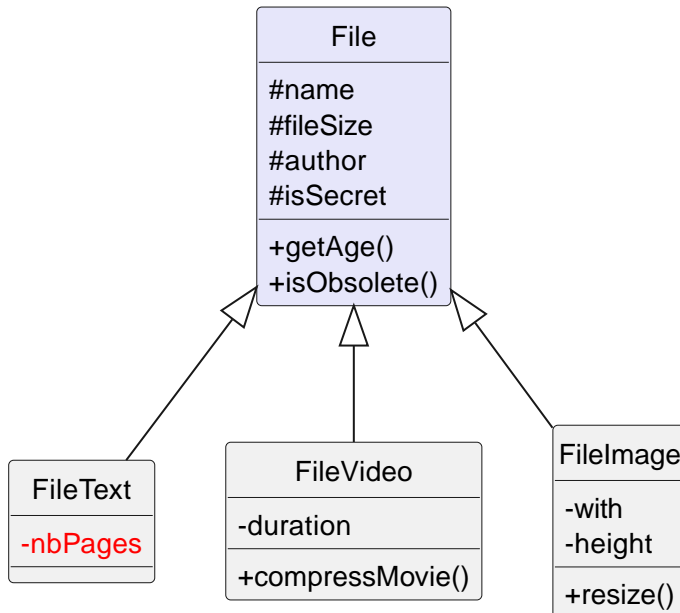 File
#name
#fileSize
#author
#isSecret
+getAge()
+isObsolete()
FileText
-nbPages
FileVideo
-duration
+compressMovie()
FileImage
-with
-height
+resize()